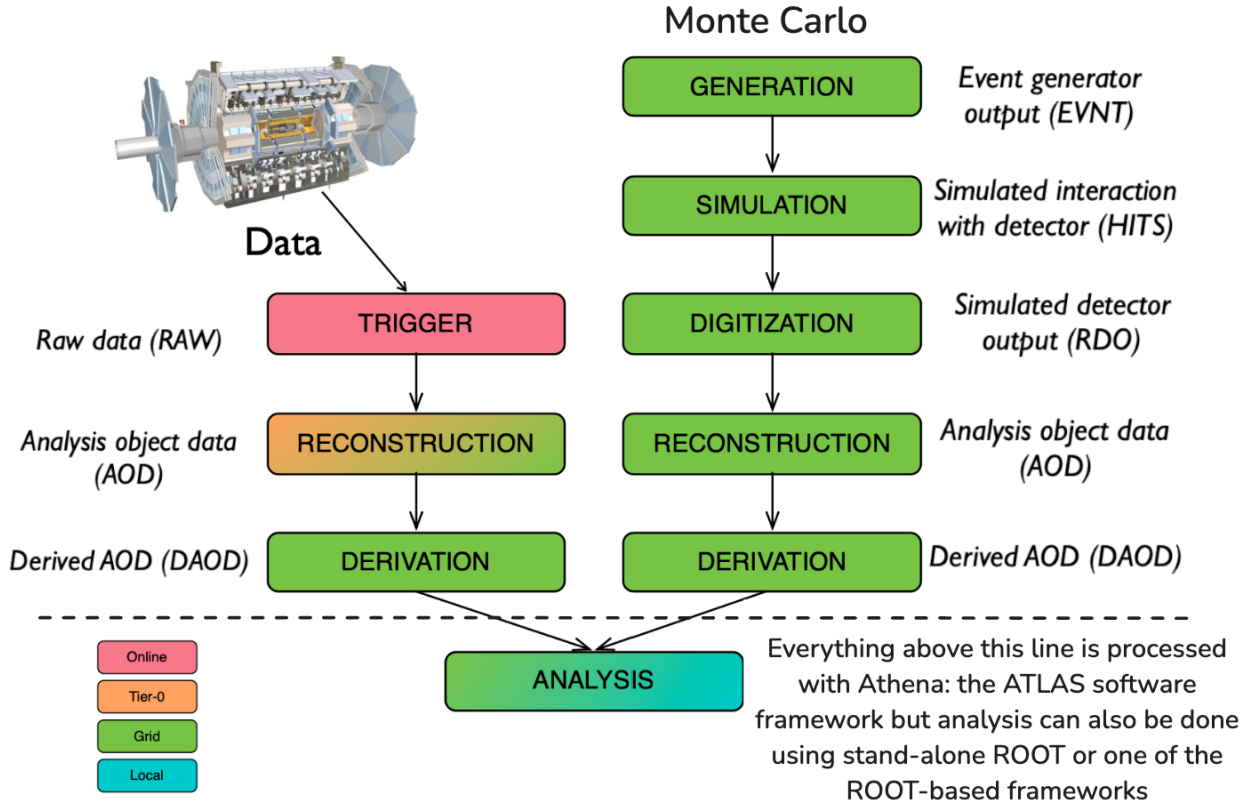 Monte Carlo
GENERATION
Event generator
output (EVNT)
SIMULATION
Simulated interaction
with detector (HITS)
Data
TRIGGER
Raw data (RAW)
DIGITIZATION
Simulated detector
output (RDO)
RECONSTRUCTION
Analysis object data
(AOD)
RECONSTRUCTION
Analysis object data
(AOD)
Derived AOD (DAOD)
DERIVATION
DERIVATION
Derived AOD (DAOD)
Online
Tier-0
Grid
Local
ANALYSIS
Everything above this line is processed
with Athena: the ATLAS software
framework but analysis can also be done
using stand-alone ROOT or one of the
ROOT-based frameworks